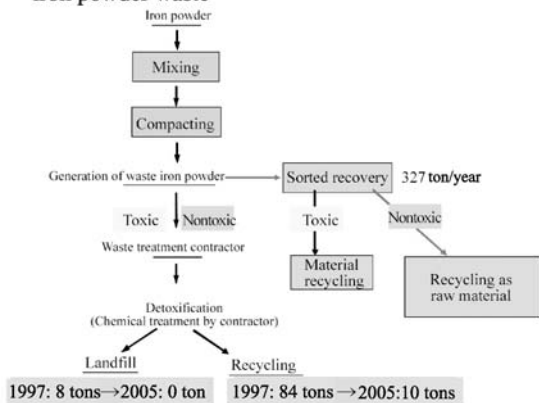 iron powder waste
Iron powder
Mixing
Compacting
Generation of waste iron powder
Sorted recovery
327 ton/year
Toxic
Nontoxic
Toxic
Nontoxic
Waste treatment contractor
Material
recycling
Recycling as
raw material
Detoxification
(Chemical treatment by contractor)
Landfill
Recycling
1997: 8 tons→2005: 0 ton
1997: 84 tons→2005:10 tons